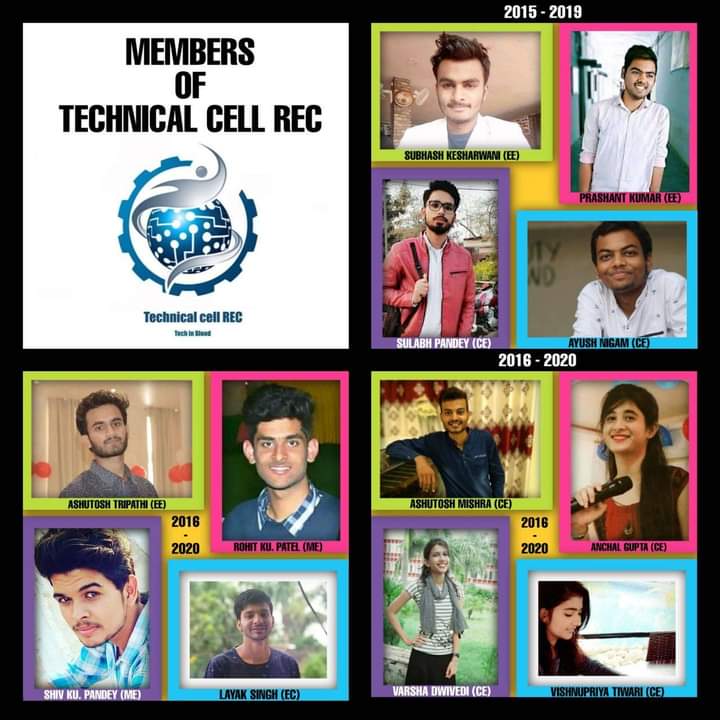 MEMBERS
OF
TECHNICAL CELL REC
Technical cell REC
Tech in Blood
2015 - 2019
SUBHASH KESHARWANI (EE)
PRASHANT KUMAR (EE)
SULABH PANDEY (CE)
AYUSH NIGAM (CE)
ASHUTOSH TRIPATHI (EE)
ROHIT KU. PATEL (ME)
2016
-
2020
SHIV KU. PANDEY (ME)
LAYAK SINGH (EC)
2016 - 2020
ASHUTOSH MISHRA (CE)
ANCHAL GUPTA (CE)
2016
-
2020
VARSHA DWIVEDI (CE)
VISHNUPRIYA TIWARI (CE)